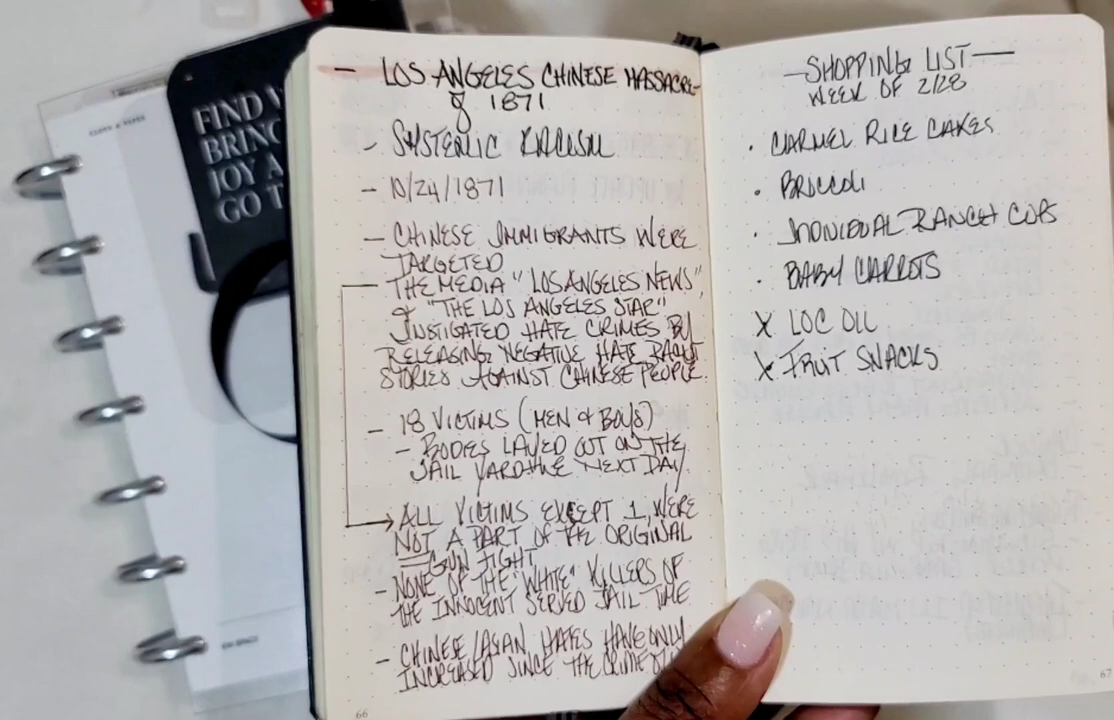 FIND
BRING
JOY A
GO T
— LOS ANGELES CHINESE MASSACRE
of 1871
- SYSTEMIC RACISM
- 10/24/1871
- CHINESE IMMIGRANTS WERE
TARGETED
THE MEDIA "LOS ANGELES NEWS"
& "THE LOS ANGELES STAR"
INSTIGATED HATE CRIMES BY
RELEASING NEGATIVE HATE RACIST
STORIES AGAINST CHINESE PEOPLE.
- 18 VICTIMS (MEN & BOYS)
- BODIES LAYED OUT ON THE
JAIL YARD THE NEXT DAY.
ALL VICTIMS EXCEPT 1, WERE
NOT A PART OF THE ORIGINAL
GUN FIGHT
- NONE OF THE "WHITE" KILLERS OF
THE INNOCENT SERVED JAIL TIME
- CHINESE/ASIAN HATES HAVE ONLY
INCREASED SINCE THE CRIME
66
—SHOPPING LIST—
WEEK OF 2/28
• CARMEL RICE CAKES
• BROCCOLI
• INDIVIDUAL RANCH CUPS
• BABY CARROTS
X LOC OIL
X FRUIT SNACKS
67